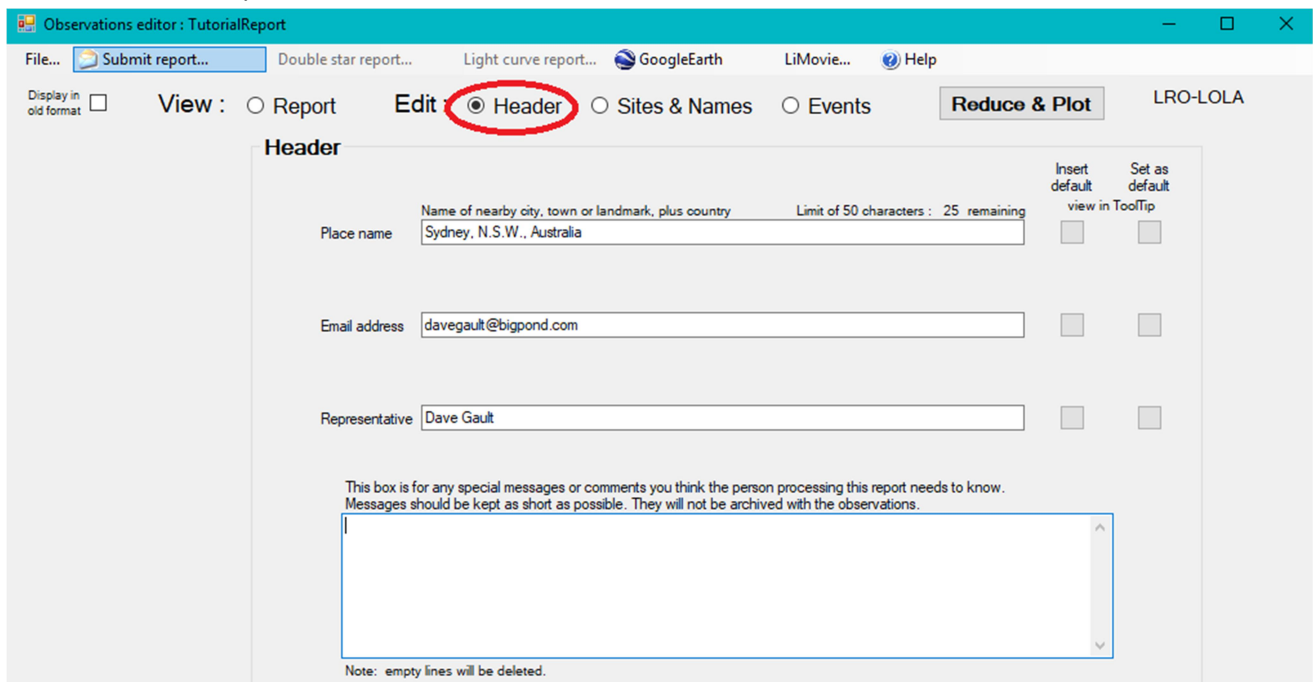 Observations editor : TutorialReport
File... Submit report... Double star report... Light curve report... GoogleEarth LiMovie... Help
Display in
old format
View : Report Edit : Header Sites & Names Events Reduce & Plot LRO-LOLA
Header
Insert default
Set as default
view in ToolTip
Name of nearby city, town or landmark, plus country Limit of 50 characters : 25 remaining
Place name Sydney, N.S.W., Australia
Email address davegault@bigpond.com
Representative Dave Gault
This box is for any special messages or comments you think the person processing this report needs to know.
Messages should be kept as short as possible. They will not be archived with the observations.
Note: empty lines will be deleted.